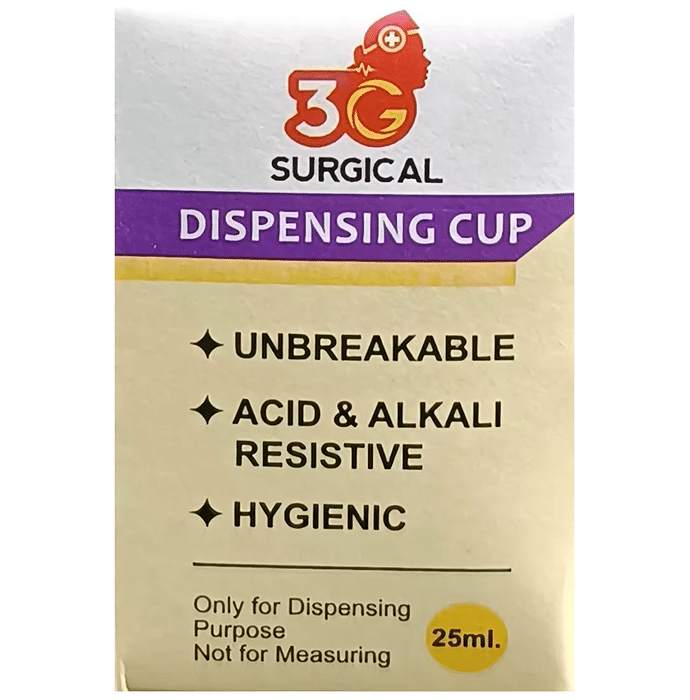 3G
SURGICAL
DISPENSING CUP
UNBREAKABLE
ACID & ALKALI
RESISTIVE
HYGIENIC
Only for Dispensing
Purpose
Not for Measuring
25ml.